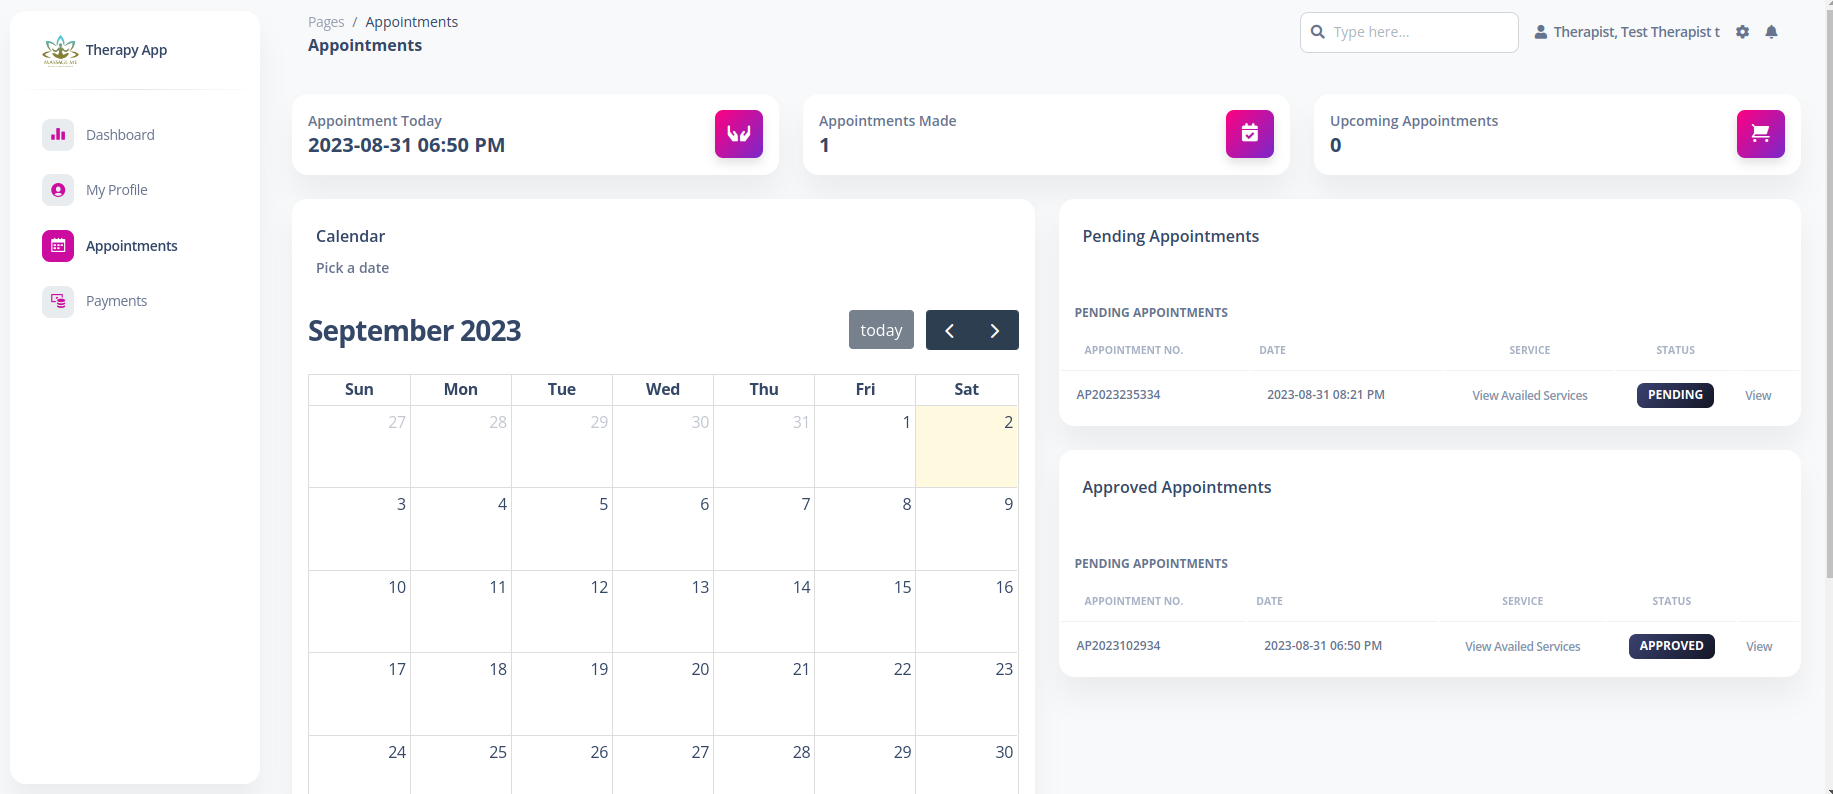 MASSAGE ME
Therapy App
Dashboard
My Profile
Appointments
Payments
Pages / Appointments
Appointments
Type here...
Therapist, Test Therapist t
Appointment Today
2023-08-31 06:50 PM
Appointments Made
1
Upcoming Appointments
0
Calendar
Pick a date
September 2023
today
Sun Mon Tue Wed Thu Fri Sat
27 28 29 30 31 1 2
3 4 5 6 7 8 9
10 11 12 13 14 15 16
17 18 19 20 21 22 23
24 25 26 27 28 29 30
Pending Appointments
PENDING APPOINTMENTS
APPOINTMENT NO. DATE SERVICE STATUS
AP2023235334 2023-08-31 08:21 PM View Availed Services PENDING View
Approved Appointments
PENDING APPOINTMENTS
APPOINTMENT NO. DATE SERVICE STATUS
AP2023102934 2023-08-31 06:50 PM View Availed Services APPROVED View